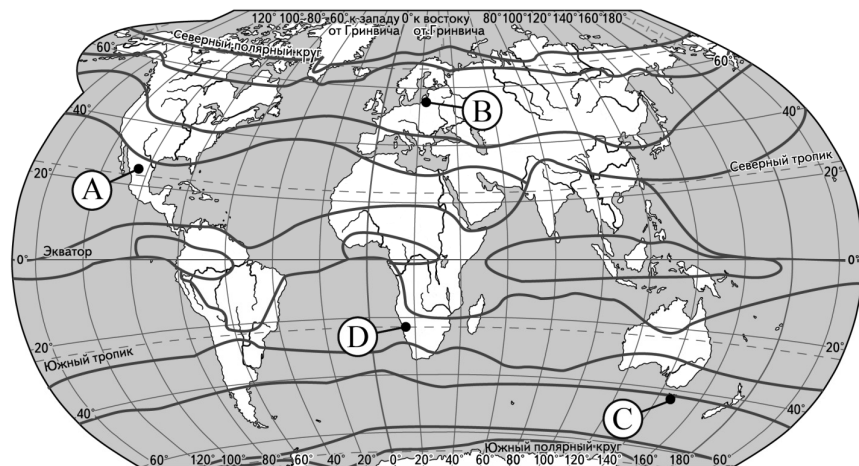 120° 100° 80° 60° к западу 0° к востоку 80° 100° 120° 140° 160° 180°
от Гринвича от Гринвича
Северный полярный круг
60°
60°
40°
40°
B
Северный тропик
A
20°
20°
Экватор
0°
0°
D
20°
20°
Южный тропик
C
40°
40°
Южный полярный круг
60° 120° 100° 80° 60° 40° 20° 0° 20° 40° 60° 80° 100° 120° 140° 160° 180° 60°